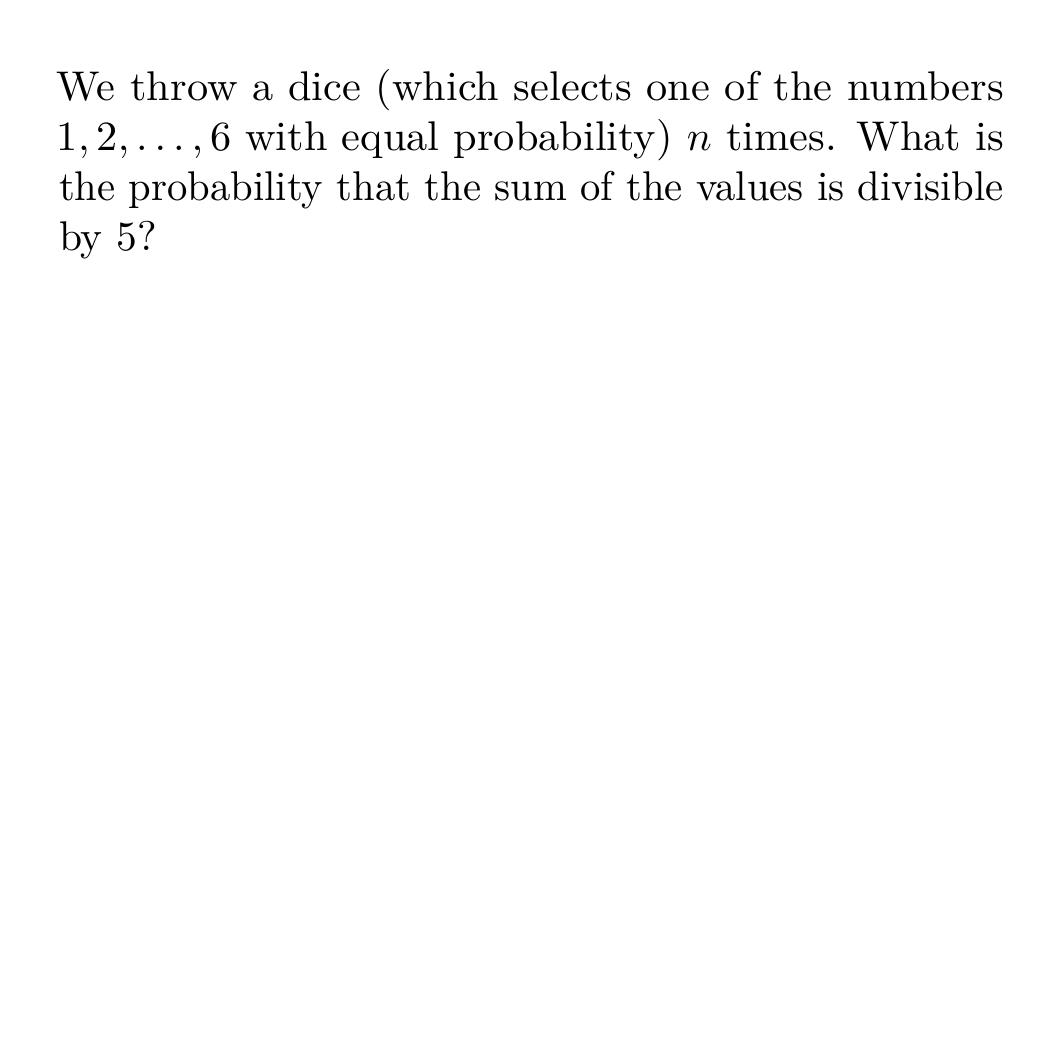 We throw a dice (which selects one of the numbers
1, 2, . . . , 6 with equal probability) n times. What is
the probability that the sum of the values is divisible
by 5?